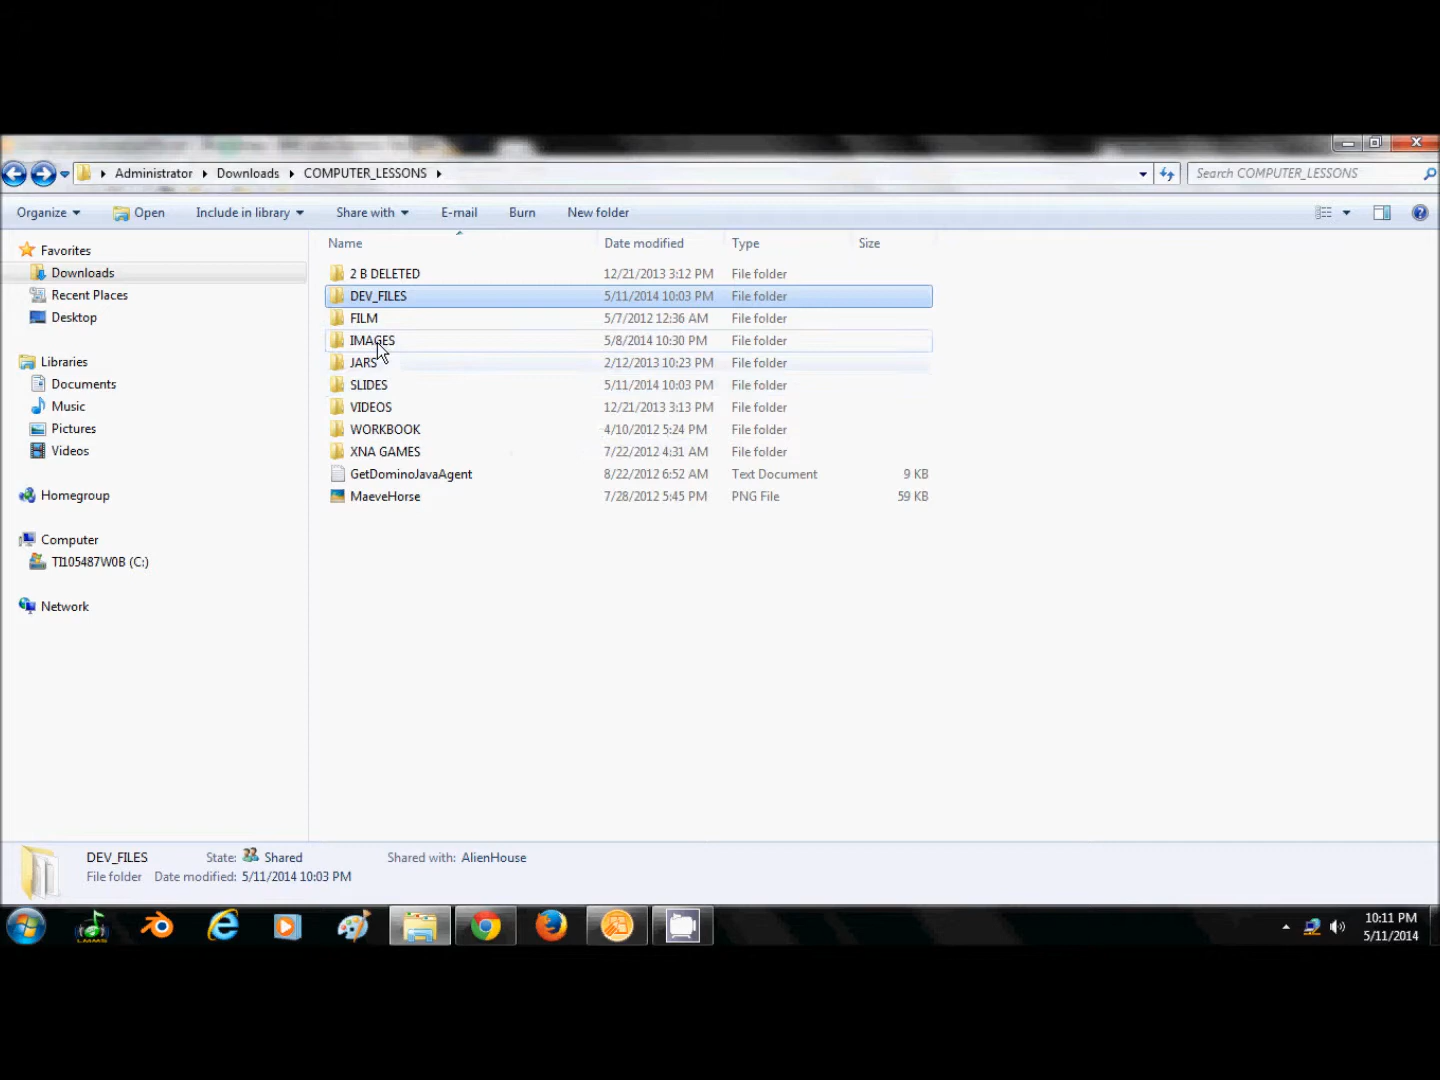 Administrator Downloads COMPUTER_LESSONS Search COMPUTER_LESSONS
Organize Open Include in library Share with E-mail Burn New folder
Name Date modified Type Size
Favorites
Downloads
Recent Places
Desktop
Libraries
Documents
Music
Pictures
Videos
Homegroup
Computer
TI105487W0B (C:)
Network
2 B DELETED 12/21/2013 3:12 PM File folder
DEV_FILES 5/11/2014 10:03 PM File folder
FILM 5/7/2012 12:36 AM File folder
IMAGES 5/8/2014 10:30 PM File folder
JARS 2/12/2013 10:23 PM File folder
SLIDES 5/11/2014 10:03 PM File folder
VIDEOS 12/21/2013 3:13 PM File folder
WORKBOOK 4/10/2012 5:24 PM File folder
XNA GAMES 7/22/2012 4:31 AM File folder
GetDominoJavaAgent 8/22/2012 6:52 AM Text Document 9 KB
MaeveHorse 7/28/2012 5:45 PM PNG File 59 KB
DEV_FILES State: Shared Shared with: AlienHouse
File folder Date modified: 5/11/2014 10:03 PM
LMMS
10:11 PM
5/11/2014